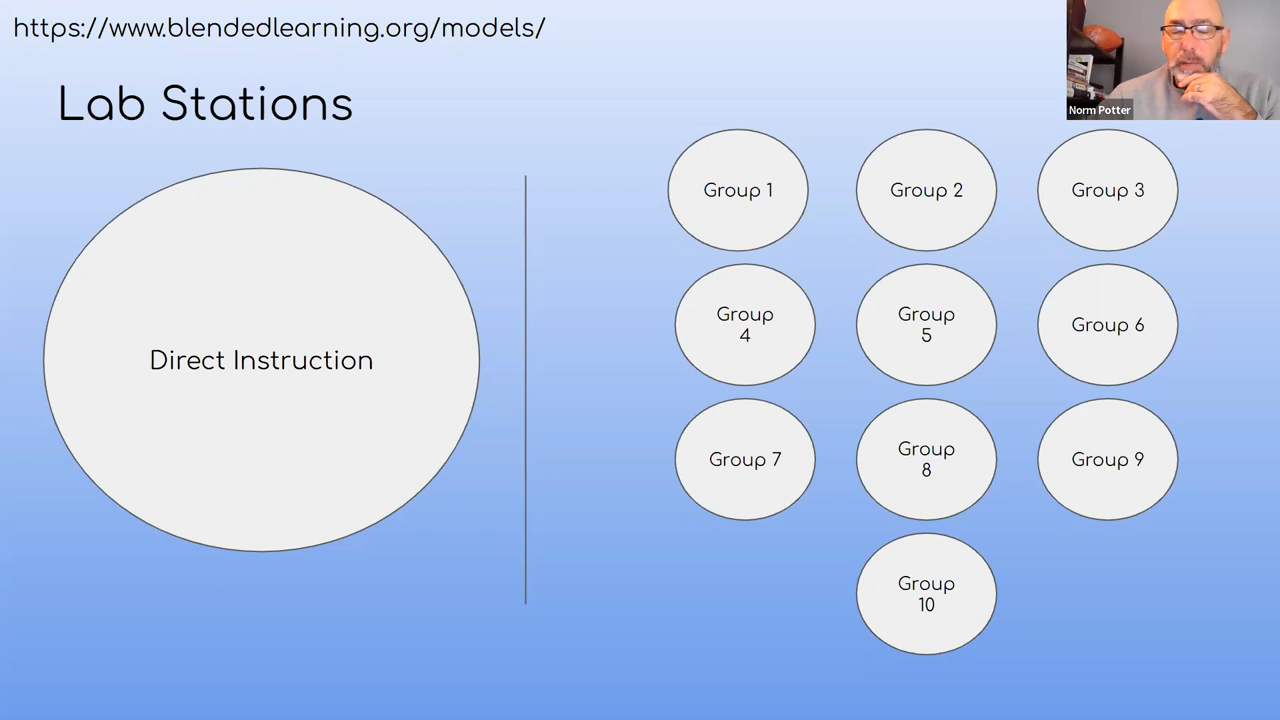 https://www.blendedlearning.org/models/
Norm Potter
Lab Stations
Direct Instruction
Group 1
Group 2
Group 3
Group
4
Group
5
Group 6
Group 7
Group
8
Group 9
Group
10